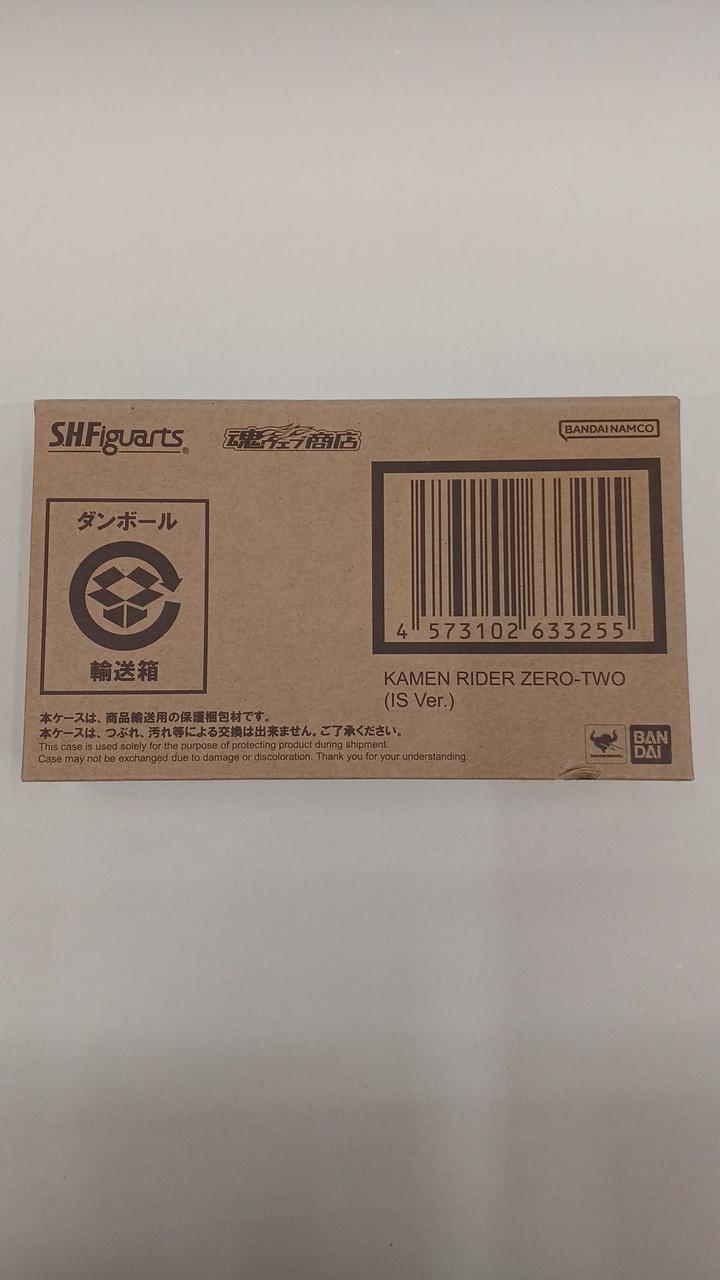 S.H.Figuarts®
魂ウェブ商店
BANDAI NAMCO
ダンボール
輸送箱
4 573102 633255
KAMEN RIDER ZERO-TWO
(IS Ver.)
本ケースは、商品輸送用の保護梱包材です。
本ケースは、つぶれ、汚れ等による交換は出来ません。ご了承ください。
This case is used solely for the purpose of protecting product during shipment.
Case may not be exchanged due to damage or discoloration. Thank you for your understanding.
BAN
DAI